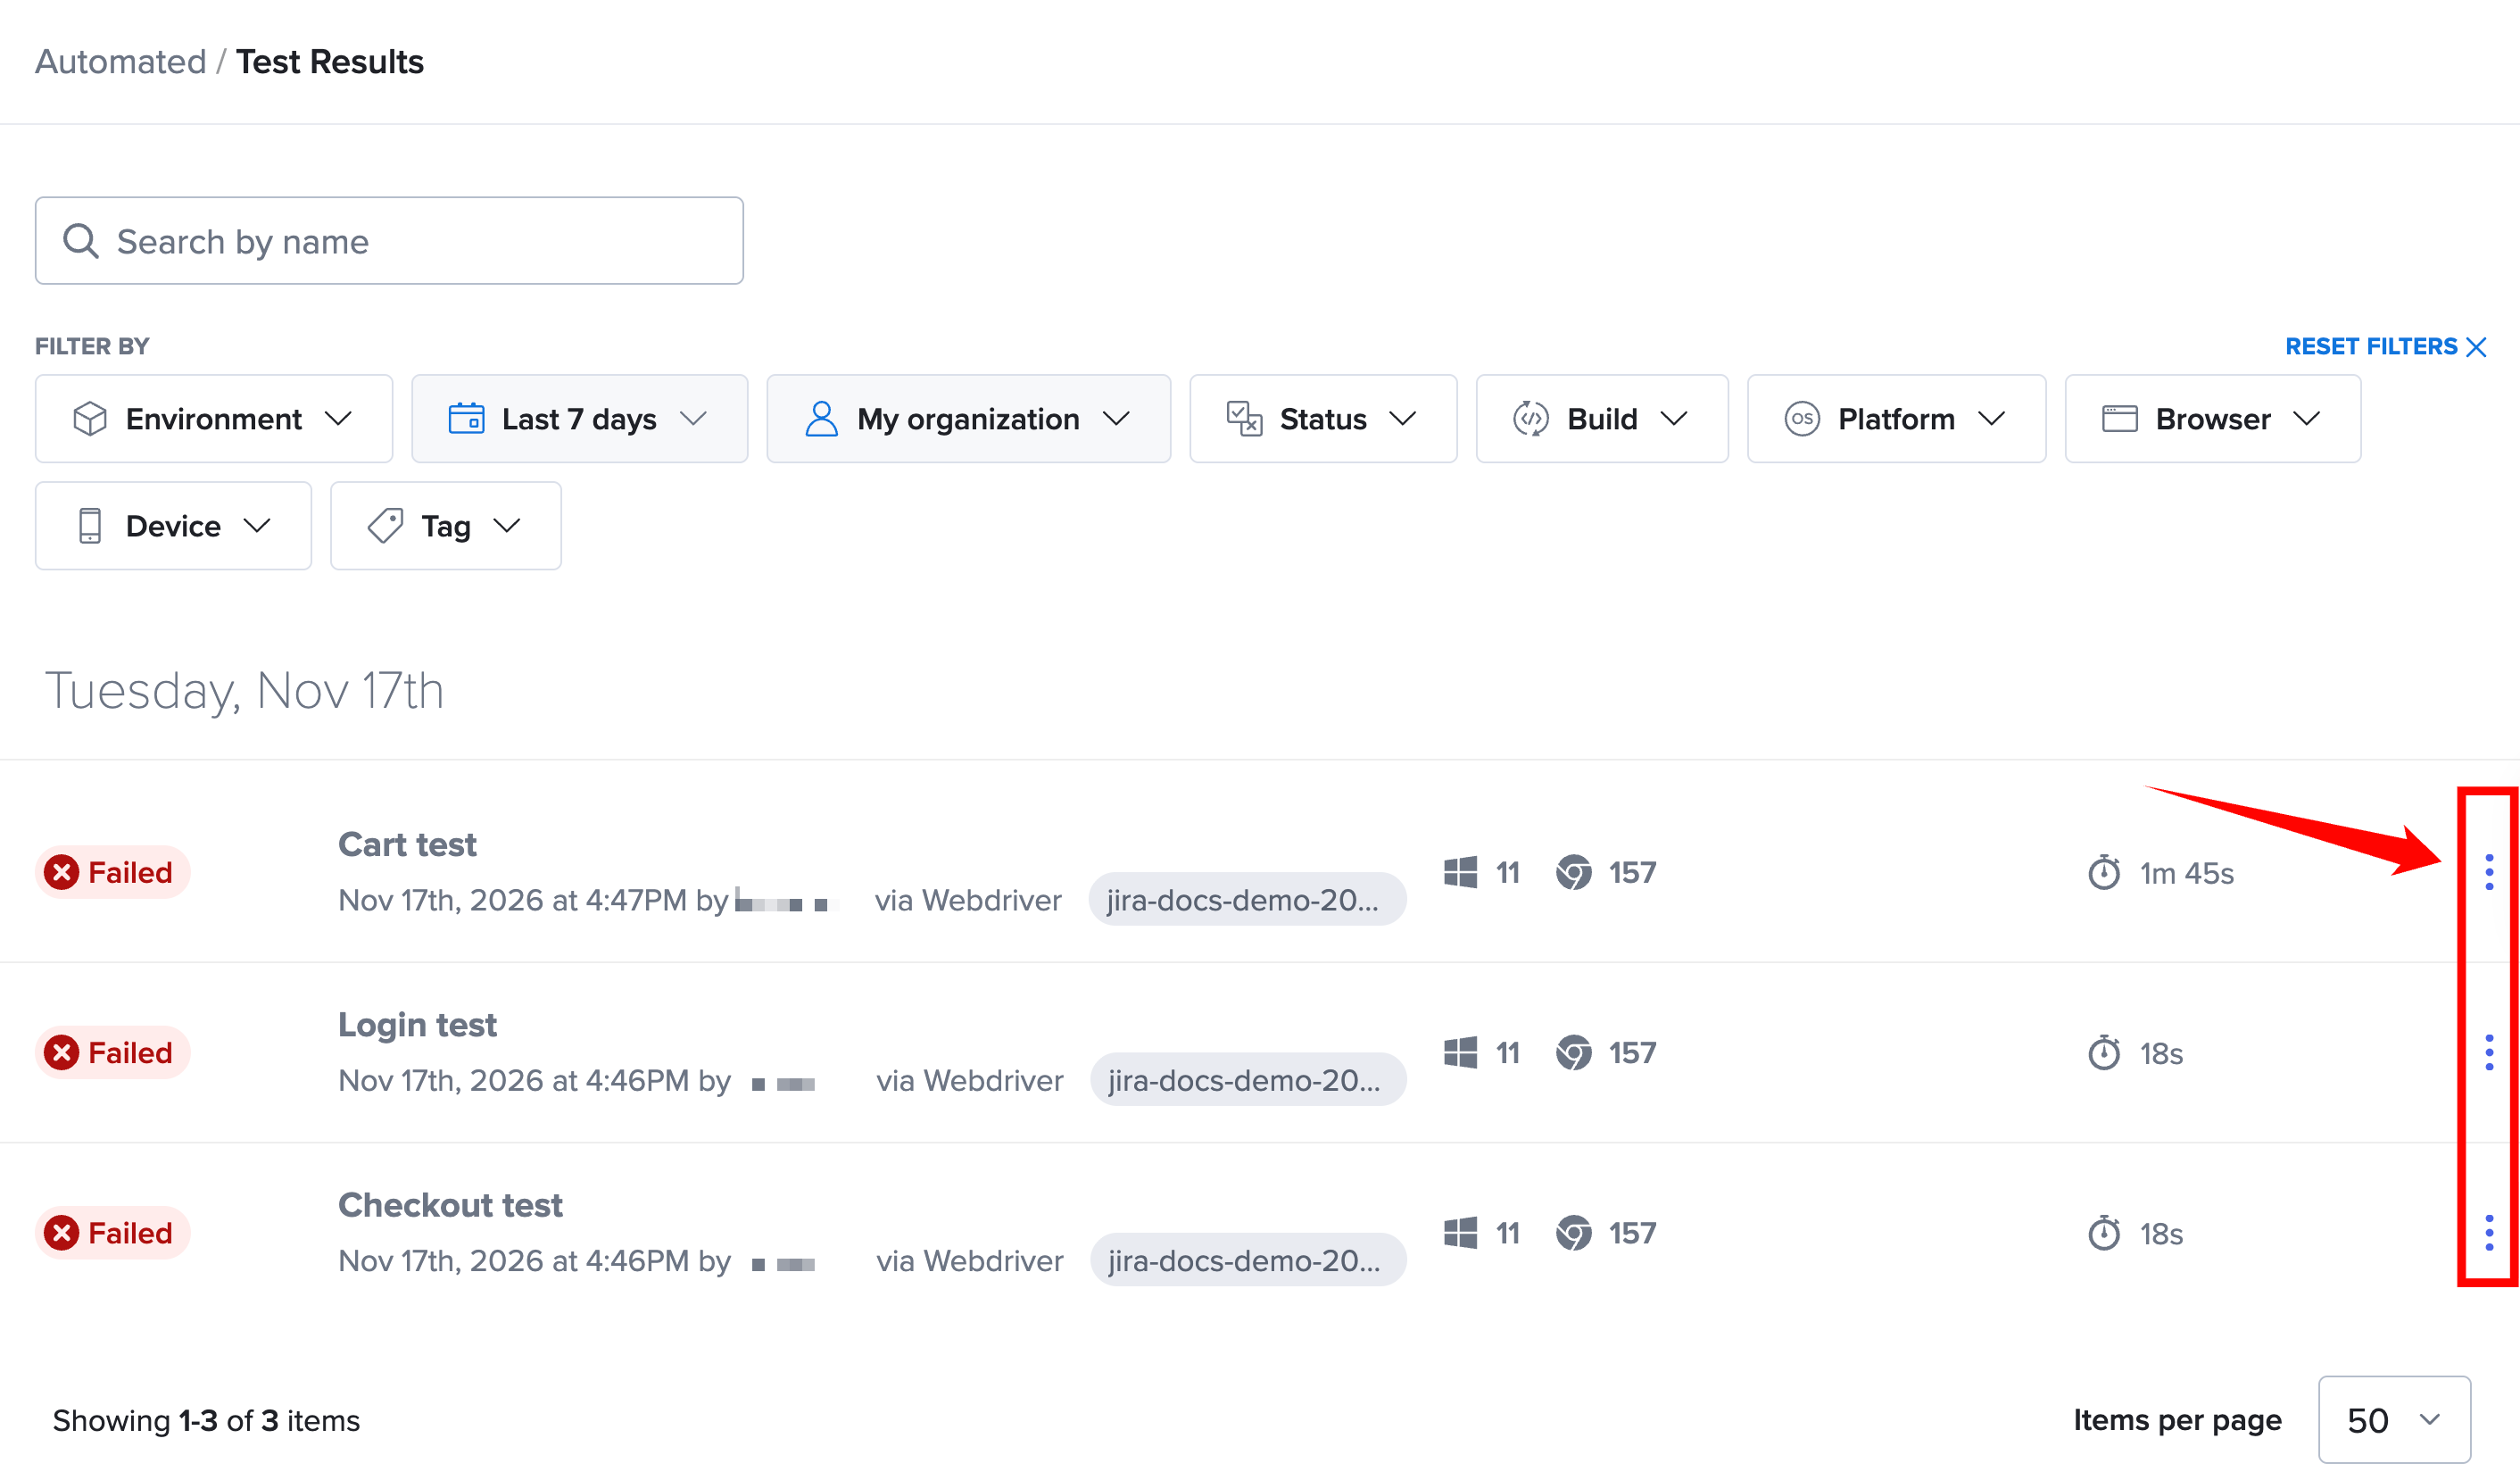 Automated / Test Results
Search by name
FILTER BY
RESET FILTERS
Environment
Last 7 days
My organization
Status
Build
OS
Platform
Browser
Device
Tag
Tuesday, Nov 17th
Failed
Cart test
Nov 17th, 2026 at 4:47PM by
via Webdriver
jira-docs-demo-20...
11
157
1m 45s
Failed
Login test
Nov 17th, 2026 at 4:46PM by
via Webdriver
jira-docs-demo-20...
11
157
18s
Failed
Checkout test
Nov 17th, 2026 at 4:46PM by
via Webdriver
jira-docs-demo-20...
11
157
18s
Showing 1-3 of 3 items
Items per page
50